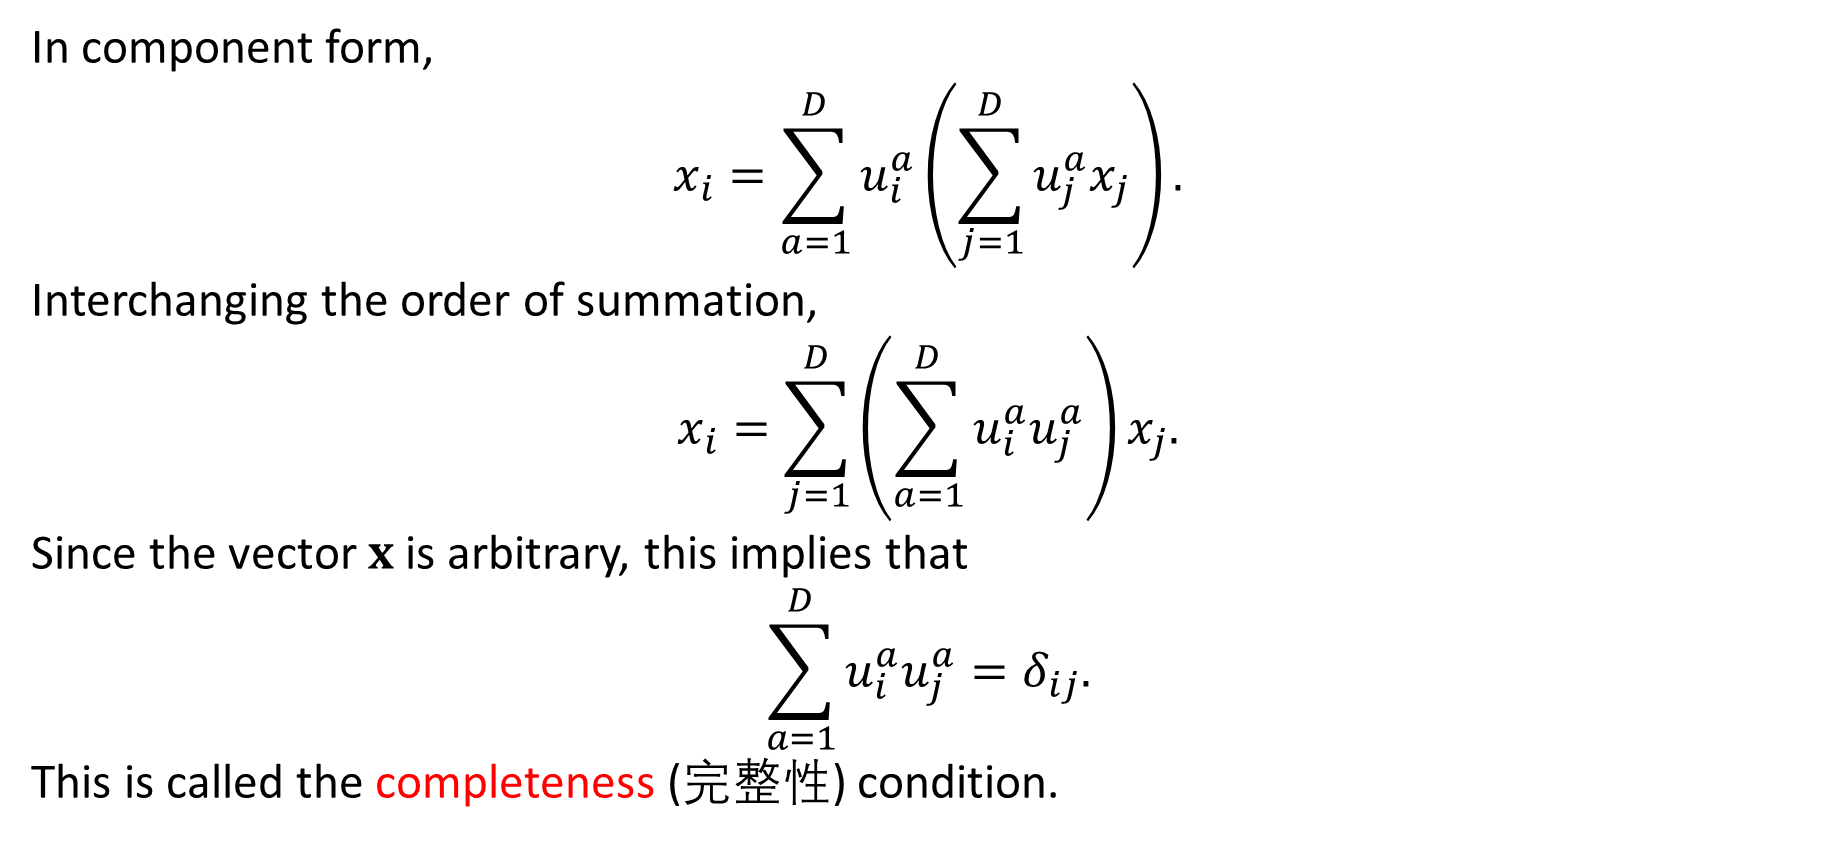 In component form,
$$x_i = \sum_{a=1}^{D} u_i^a \left( \sum_{j=1}^{D} u_j^a x_j \right).$$
Interchanging the order of summation,
$$x_i = \sum_{j=1}^{D} \left( \sum_{a=1}^{D} u_i^a u_j^a \right) x_j.$$
Since the vector **x** is arbitrary, this implies that
$$\sum_{a=1}^{D} u_i^a u_j^a = \delta_{ij}.$$
This is called the completeness (完整性) condition.